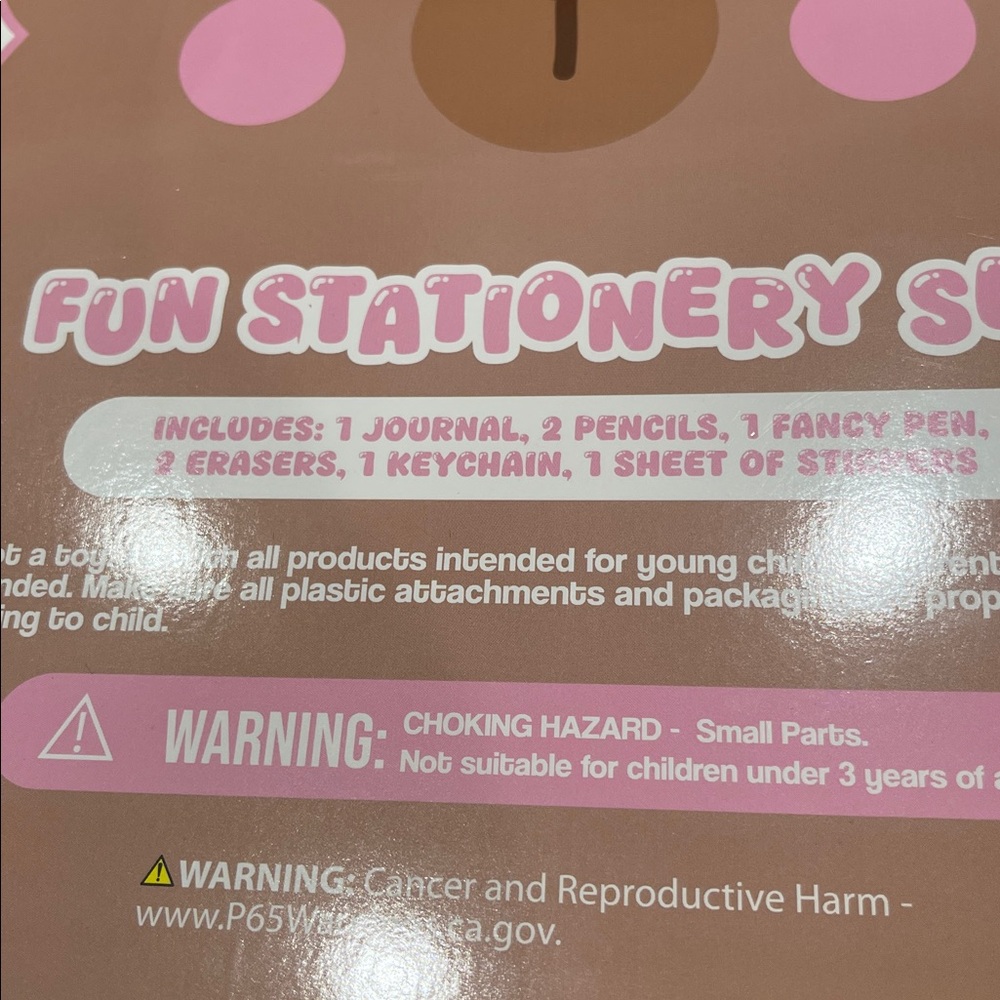 FUN STATIONERY
INCLUDES: 1 JOURNAL, 2 PENCILS, 1 FANCY PEN,
2 ERASERS, 1 KEYCHAIN, 1 SHEET OF STICKERS
a toy. all products intended for young
all plastic attachments and
to child.
WARNING: CHOKING HAZARD - Small Parts.
Not suitable for children under 3 years of
WARNING: Cancer and Reproductive Harm -